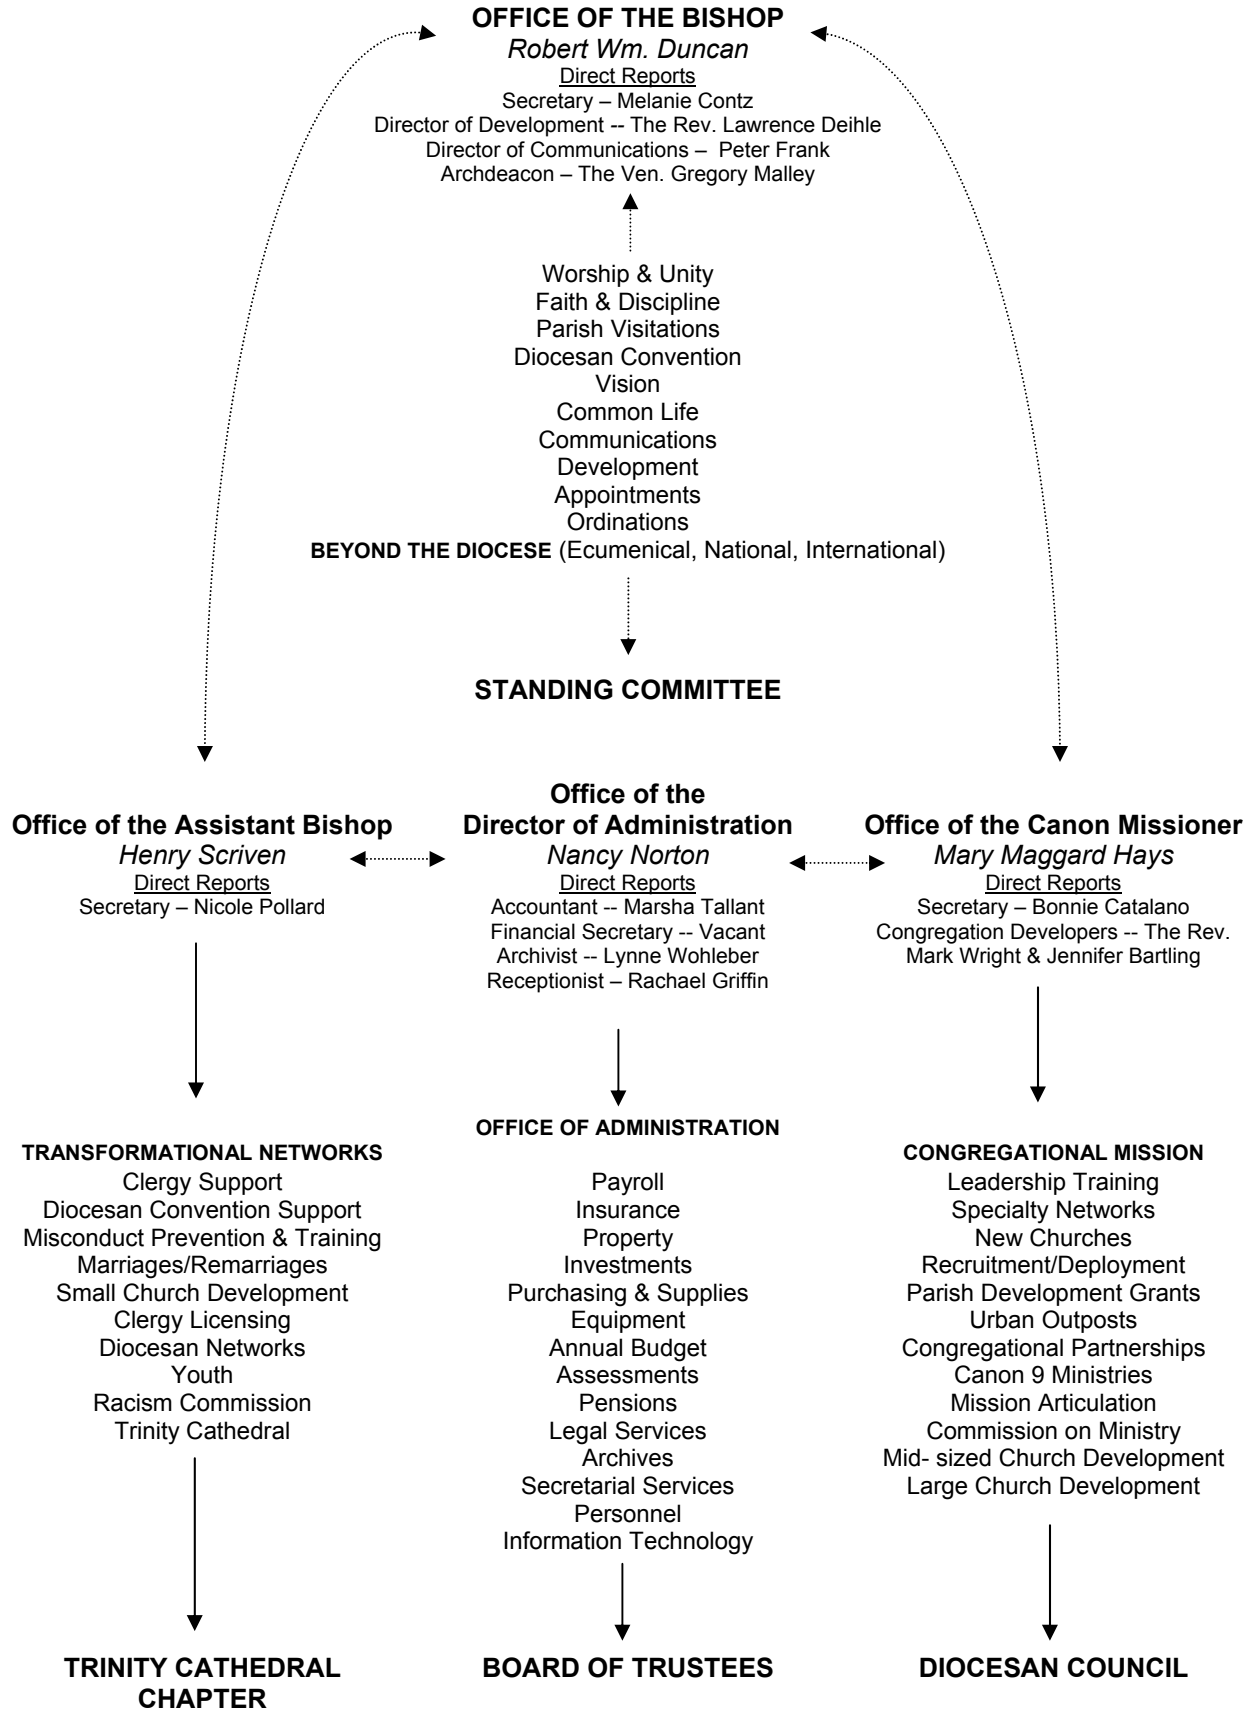 OFFICE OF THE BISHOP
Robert Wm. Duncan
Direct Reports
Secretary – Melanie Contz
Director of Development -- The Rev. Lawrence Deihle
Director of Communications – Peter Frank
Archdeacon – The Ven. Gregory Malley
Worship & Unity
Faith & Discipline
Parish Visitations
Diocesan Convention
Vision
Common Life
Communications
Development
Appointments
Ordinations
BEYOND THE DIOCESE (Ecumenical, National, International)
STANDING COMMITTEE
Office of the Assistant Bishop
Henry Scriven
Direct Reports
Secretary – Nicole Pollard
TRANSFORMATIONAL NETWORKS
Clergy Support
Diocesan Convention Support
Misconduct Prevention & Training
Marriages/Remarriages
Small Church Development
Clergy Licensing
Diocesan Networks
Youth
Racism Commission
Trinity Cathedral
TRINITY CATHEDRAL
CHAPTER
Office of the
Director of Administration
Nancy Norton
Direct Reports
Accountant -- Marsha Tallant
Financial Secretary -- Vacant
Archivist -- Lynne Wohleber
Receptionist – Rachael Griffin
OFFICE OF ADMINISTRATION
Payroll
Insurance
Property
Investments
Purchasing & Supplies
Equipment
Annual Budget
Assessments
Pensions
Legal Services
Archives
Secretarial Services
Personnel
Information Technology
BOARD OF TRUSTEES
Office of the Canon Missioner
Mary Maggard Hays
Direct Reports
Secretary – Bonnie Catalano
Congregation Developers -- The Rev.
Mark Wright & Jennifer Bartling
CONGREGATIONAL MISSION
Leadership Training
Specialty Networks
New Churches
Recruitment/Deployment
Parish Development Grants
Urban Outposts
Congregational Partnerships
Canon 9 Ministries
Mission Articulation
Commission on Ministry
Mid- sized Church Development
Large Church Development
DIOCESAN COUNCIL